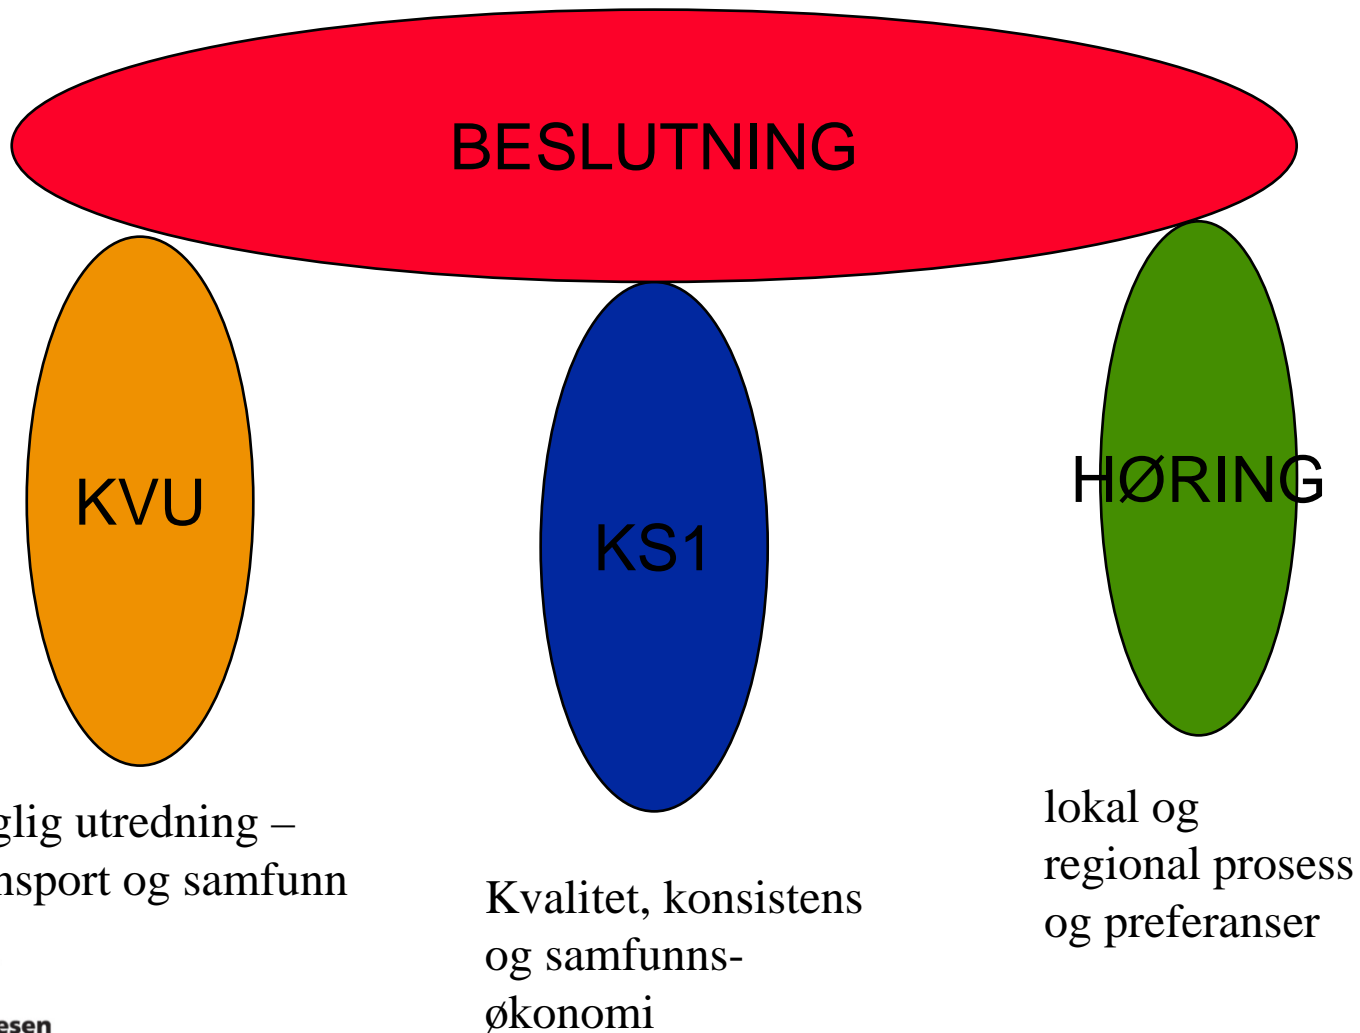 BESLUTNING
KVU
KS1
HØRING
glig utredning –
nsport og samfunn
Kvalitet, konsistens
og samfunns-
økonomi
lokal og
regional prosess
og preferanser
esen